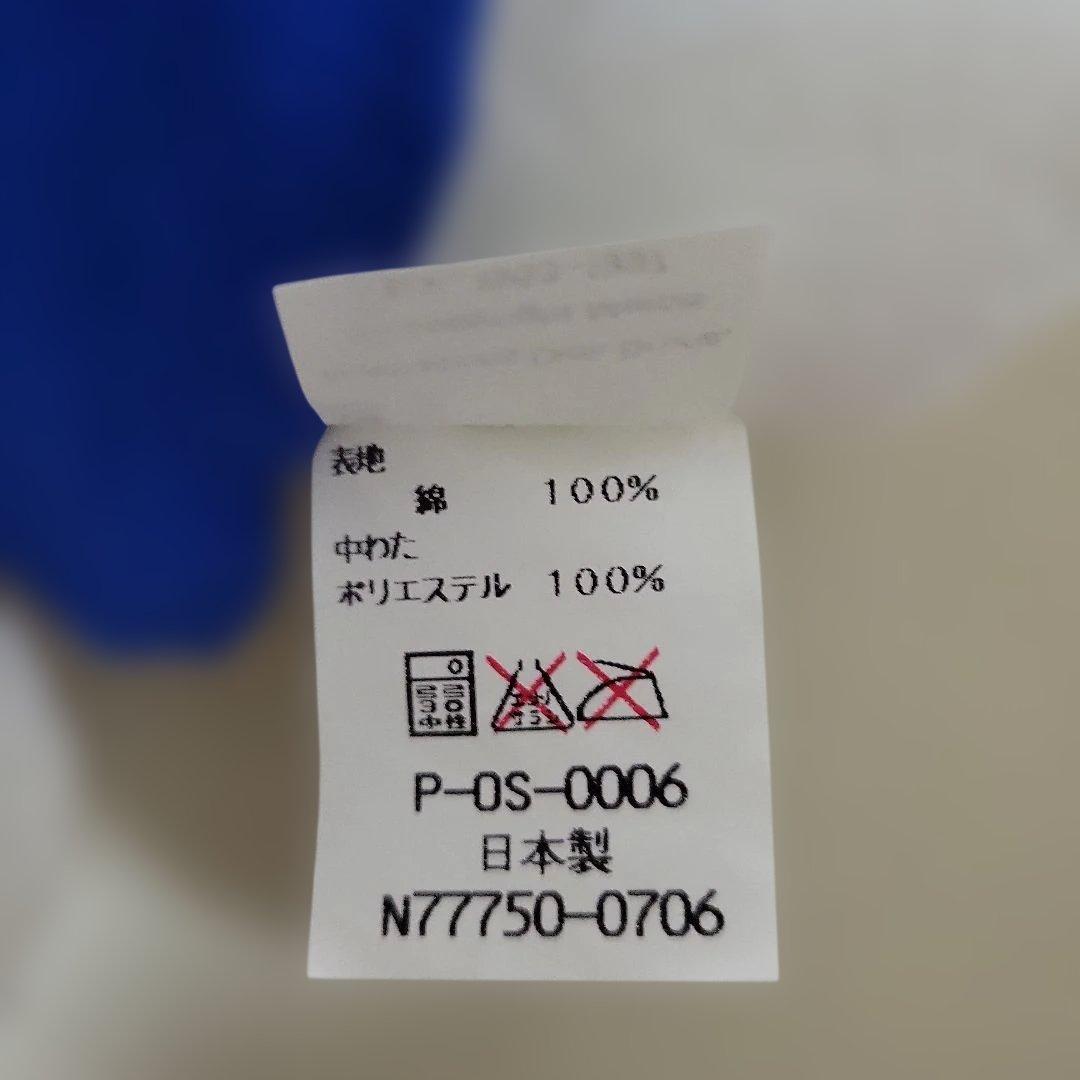 表地
綿 100%
中わた
ポリエステル 100%
P-OS-0006
日本製
N77750-0706